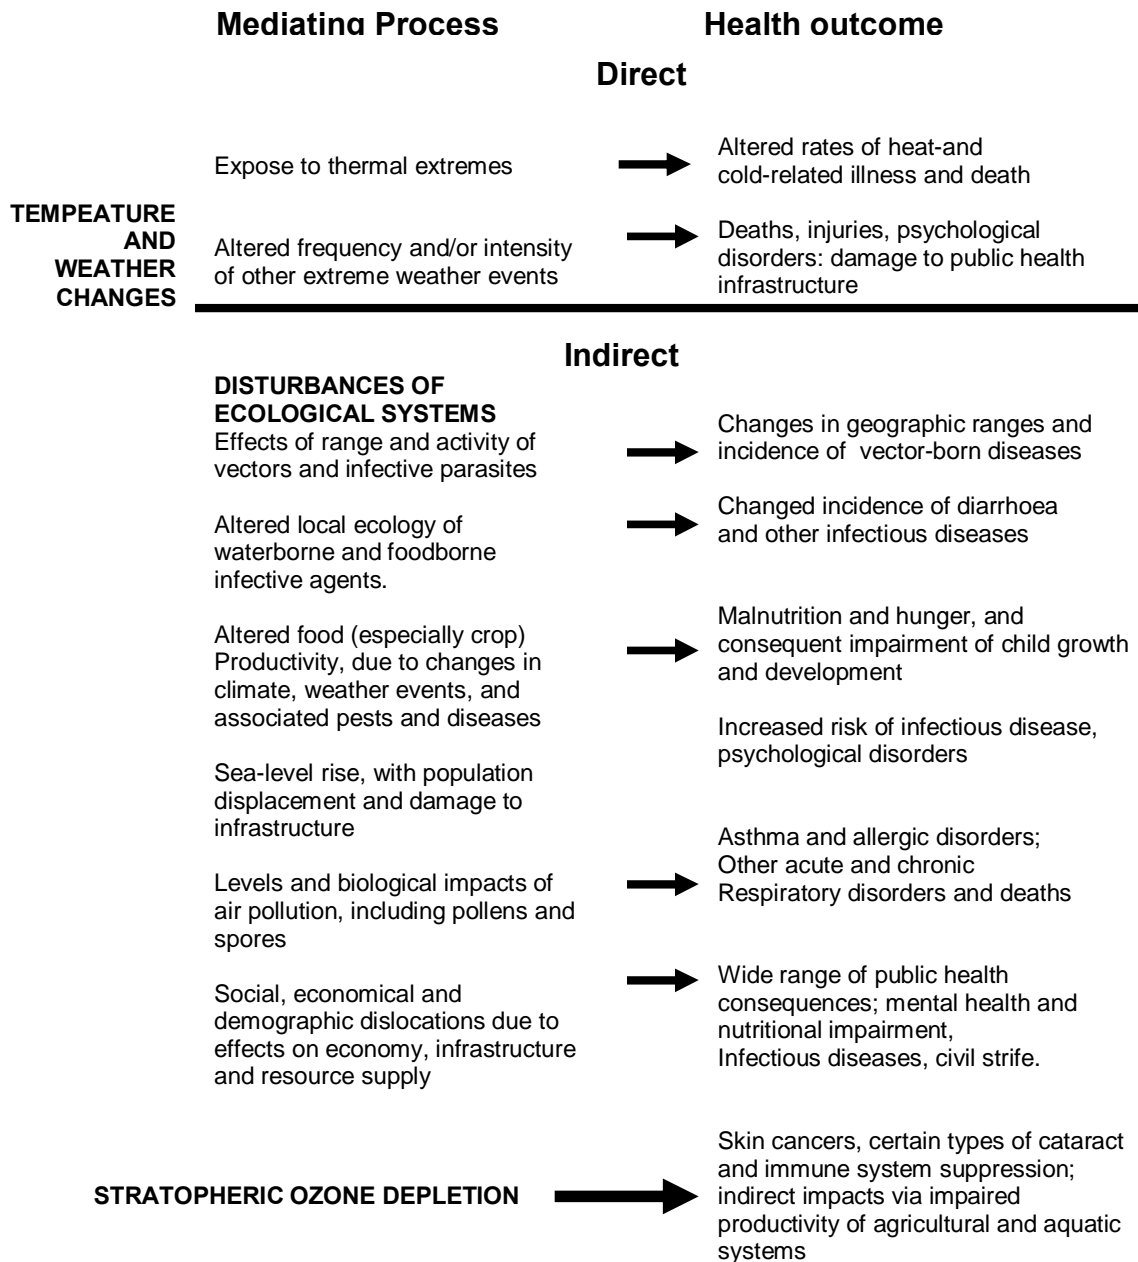 Mediating Process Health outcome
Direct
Expose to thermal extremes
Altered rates of heat-and
cold-related illness and death
TEMPEATURE
AND
WEATHER
CHANGES
Altered frequency and/or intensity
of other extreme weather events
Deaths, injuries, psychological
disorders: damage to public health
infrastructure
Indirect
DISTURBANCES OF
ECOLOGICAL SYSTEMS
Effects of range and activity of
vectors and infective parasites
Changes in geographic ranges and
incidence of vector-born diseases
Altered local ecology of
waterborne and foodborne
infective agents.
Changed incidence of diarrhoea
and other infectious diseases
Altered food (especially crop)
Productivity, due to changes in
climate, weather events, and
associated pests and diseases
Malnutrition and hunger, and
consequent impairment of child growth
and development
Sea-level rise, with population
displacement and damage to
infrastructure
Increased risk of infectious disease,
psychological disorders
Levels and biological impacts of
air pollution, including pollens and
spores
Asthma and allergic disorders;
Other acute and chronic
Respiratory disorders and deaths
Social, economical and
demographic dislocations due to
effects on economy, infrastructure
and resource supply
Wide range of public health
consequences; mental health and
nutritional impairment,
Infectious diseases, civil strife.
STRATOPHERIC OZONE DEPLETION
Skin cancers, certain types of cataract
and immune system suppression;
indirect impacts via impaired
productivity of agricultural and aquatic
systems